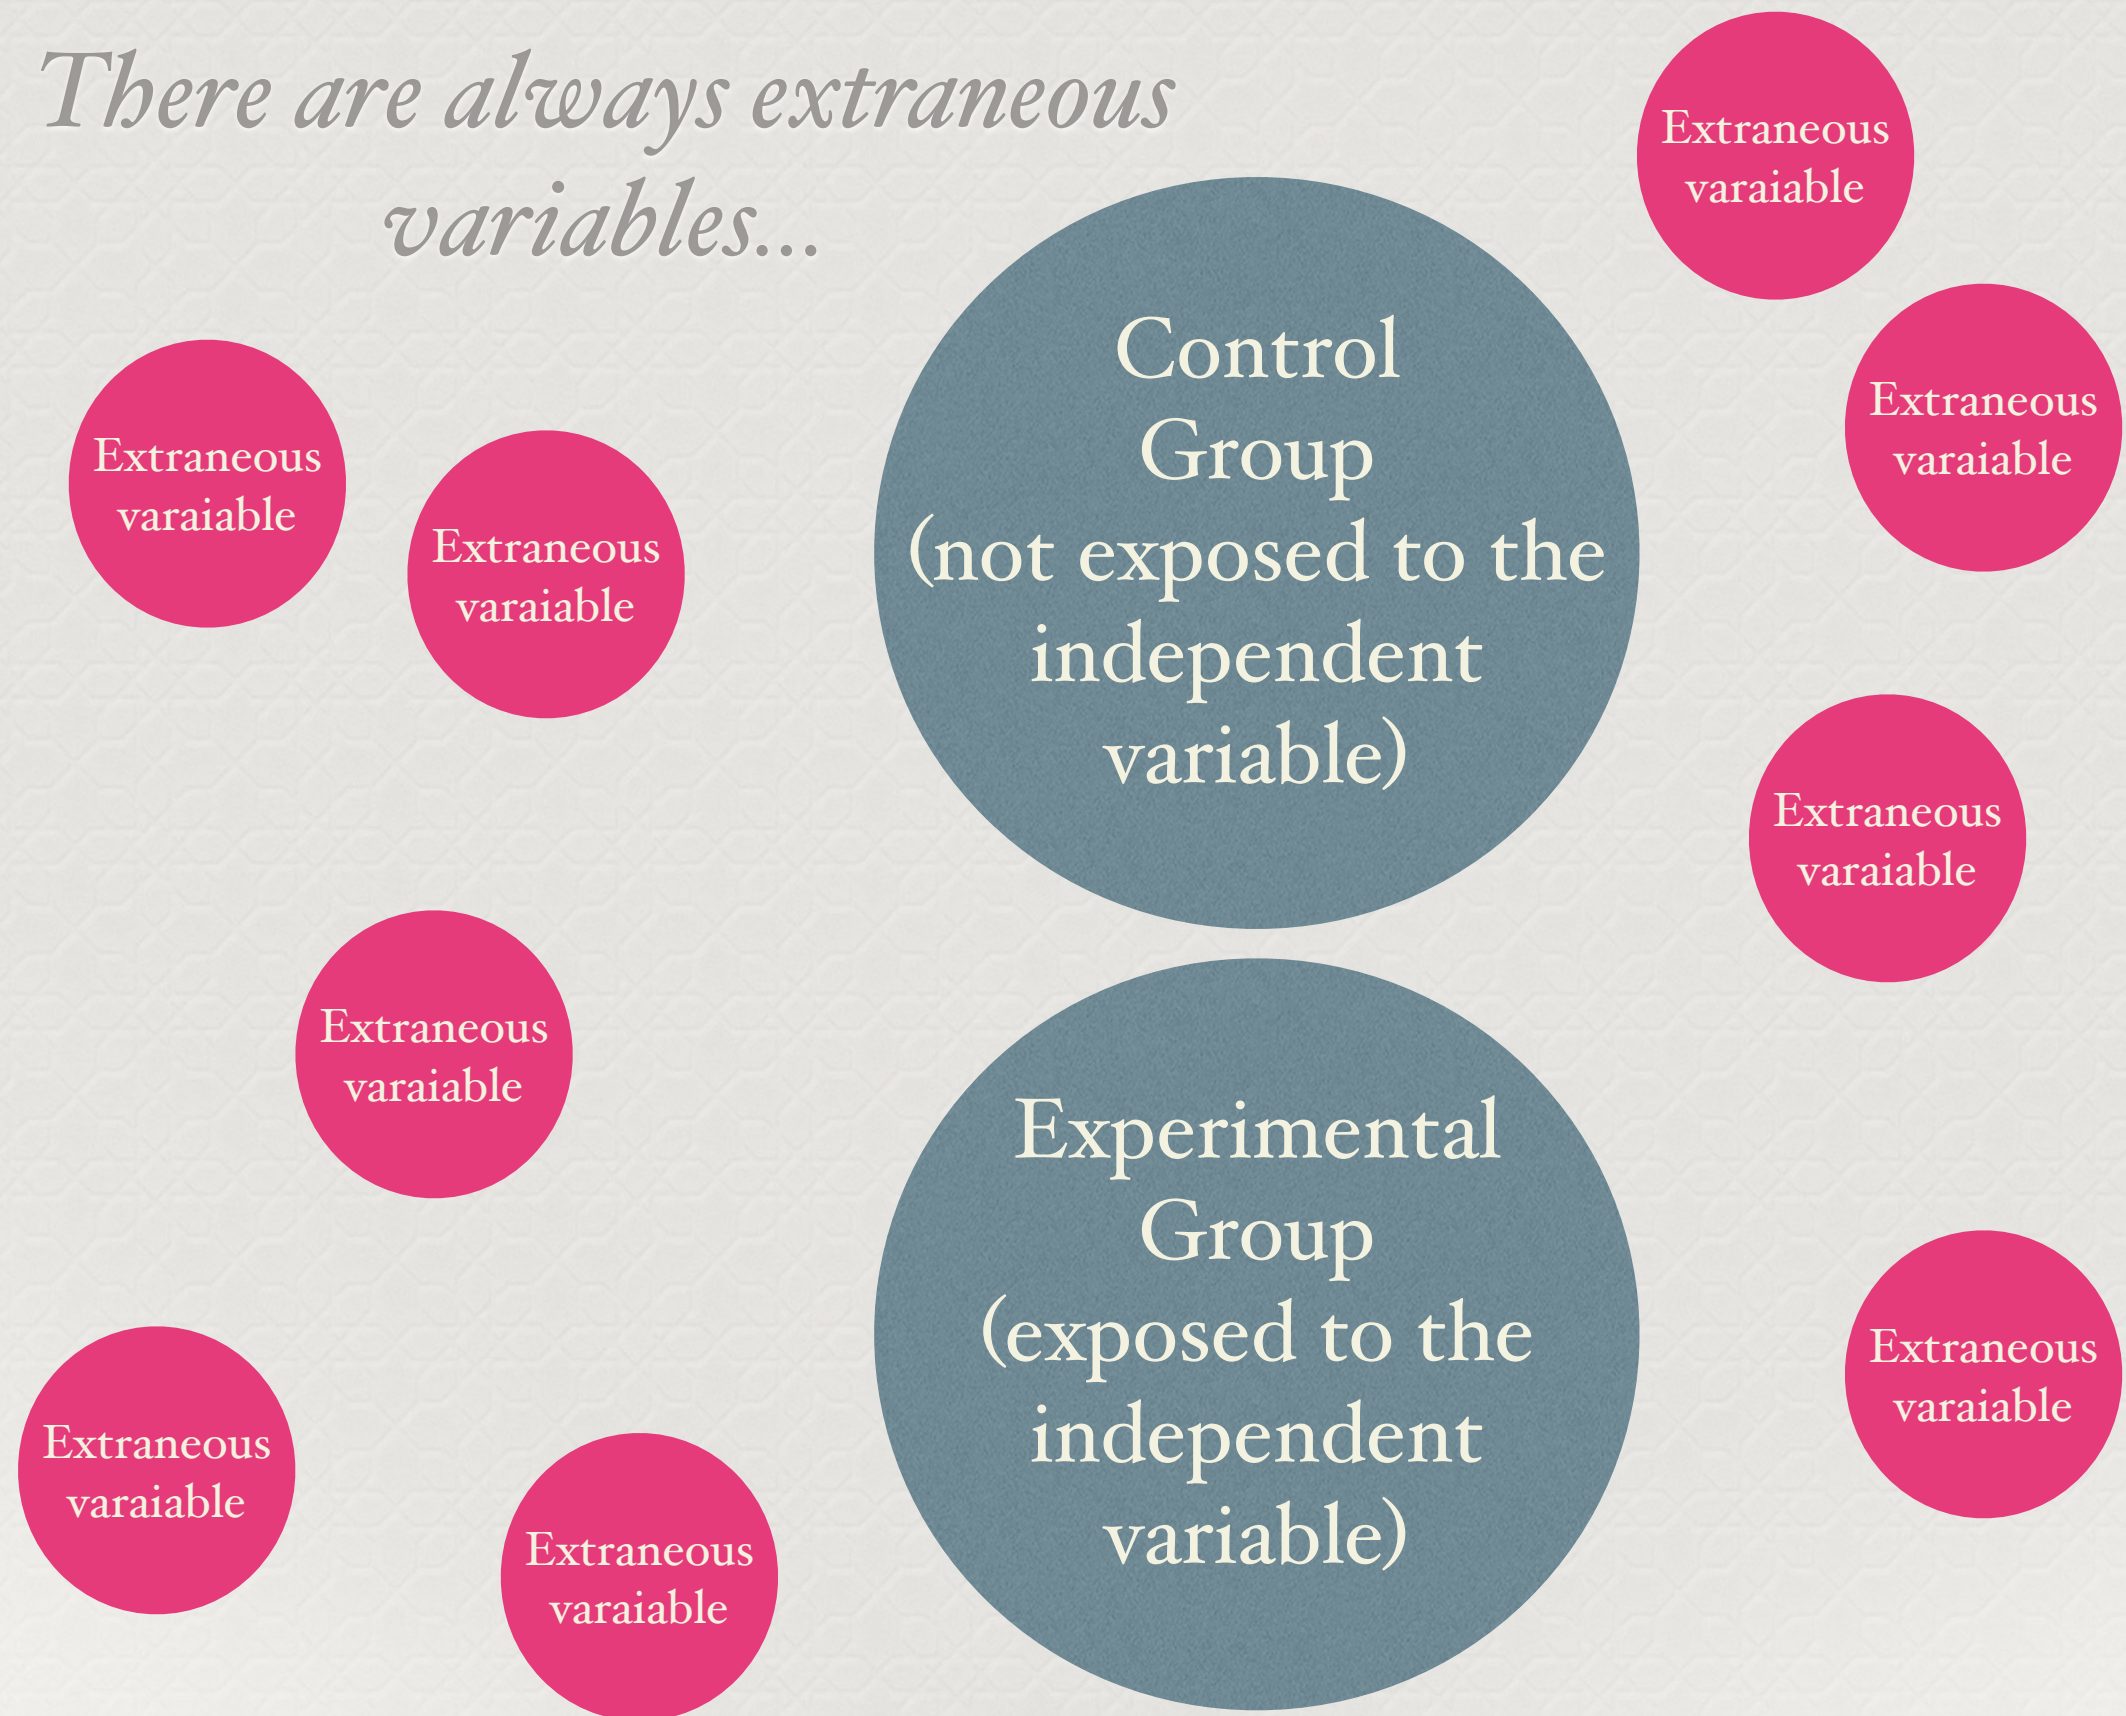 There are always extraneous
variables...
Extraneous
varaiable
Extraneous
varaiable
Extraneous
varaiable
Extraneous
varaiable
Extraneous
varaiable
Control
Group
(not exposed to the
independent
variable)
Experimental
Group
(exposed to the
independent
variable)
Extraneous
varaiable
Extraneous
varaiable
Extraneous
varaiable
Extraneous
varaiable